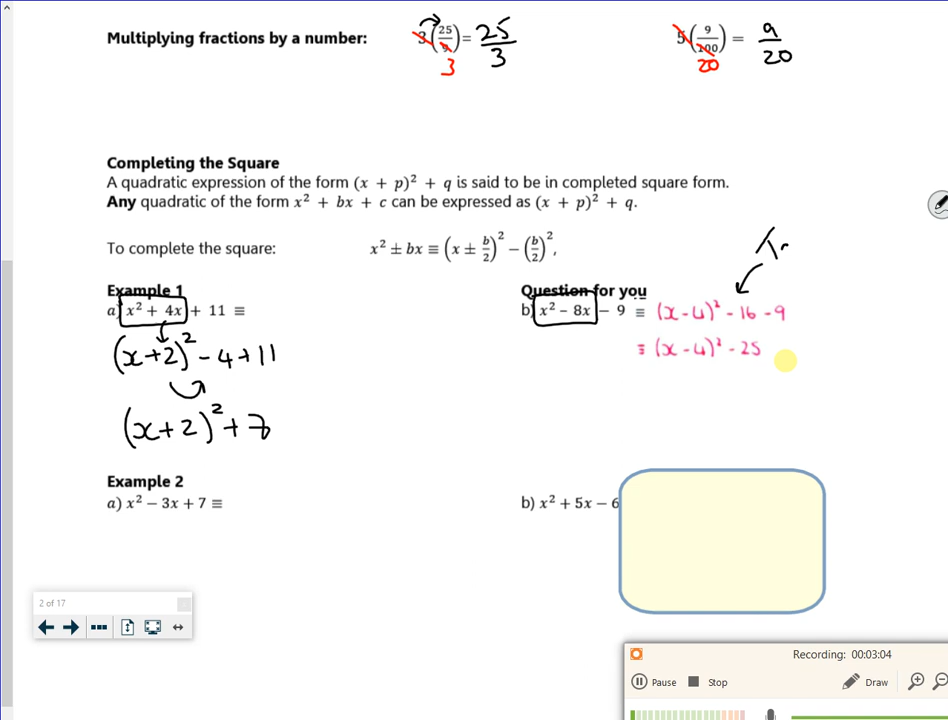 Multiplying fractions by a number: 3(25/9) = 25/3 5(9/100) = 9/20
3 20
Completing the Square
A quadratic expression of the form (x + p)² + q is said to be in completed square form.
Any quadratic of the form x² + bx + c can be expressed as (x + p)² + q.
To complete the square: x² ± bx ≡ (x ± b/2)² − (b/2)²,
Example 1 Question for you
a) x² + 4x + 11 ≡ b) x² − 8x − 9 ≡ (x - 4)² - 16 - 9
(x+2)² - 4 + 11 ≡ (x - 4)² - 25
(x+2)² + 7
Example 2
a) x² − 3x + 7 ≡ b) x² + 5x − 6
2 of 17
Recording: 00:03:04
Pause Stop Draw